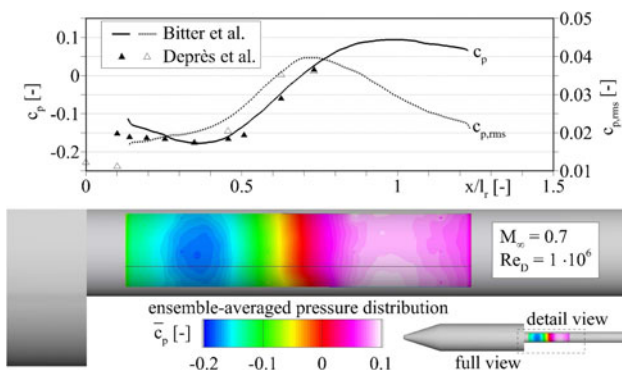 Bitter et al.
Deprès et al.
0.1
0
-0.1
-0.2
c_p [-]
0.05
0.04
0.03
0.02
0.01
c_p,rms [-]
c_p
c_p,rms
0 0.5 1 1.5
x/l_r [-]
M_∞ = 0.7
Re_D = 1 ·10^6
ensemble-averaged pressure distribution
c̅_p [-]
-0.2 -0.1 0 0.1
detail view
full view